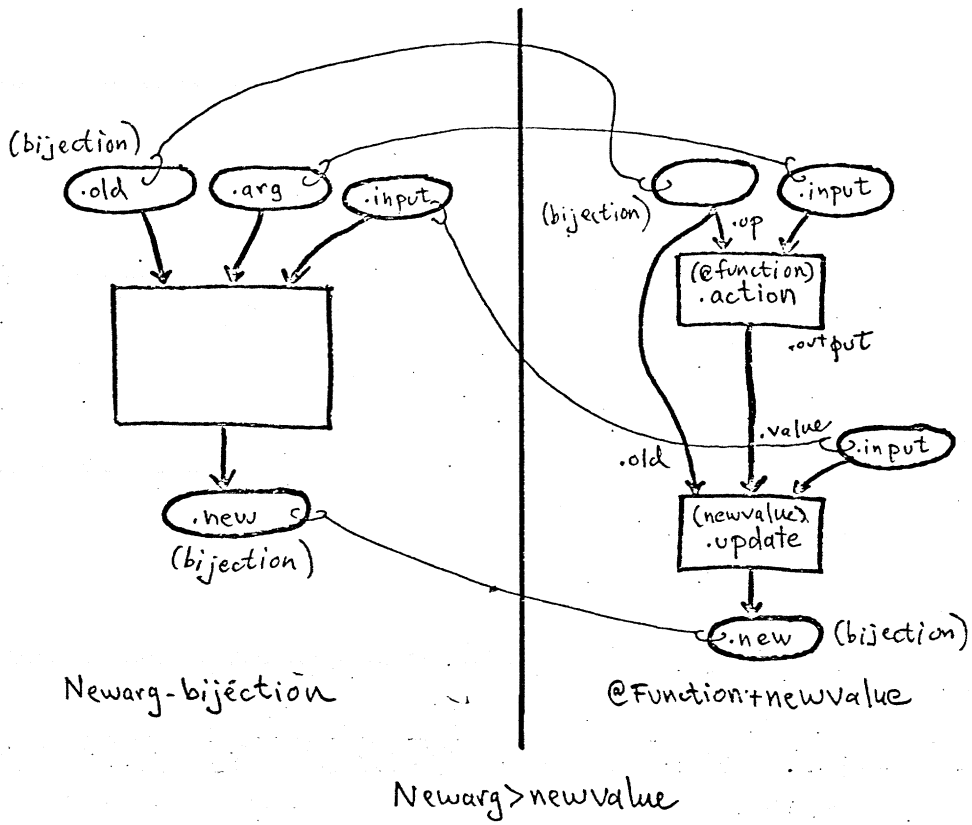 (bijection)
.old
.arg
.input
.new
(bijection)
Newarg-bijection
(bijection)
.op
.input
(@function)
.action
.output
.old
.value
.input
(newvalue)
.update
.new
(bijection)
@Function+newvalue
Newarg>newvalue